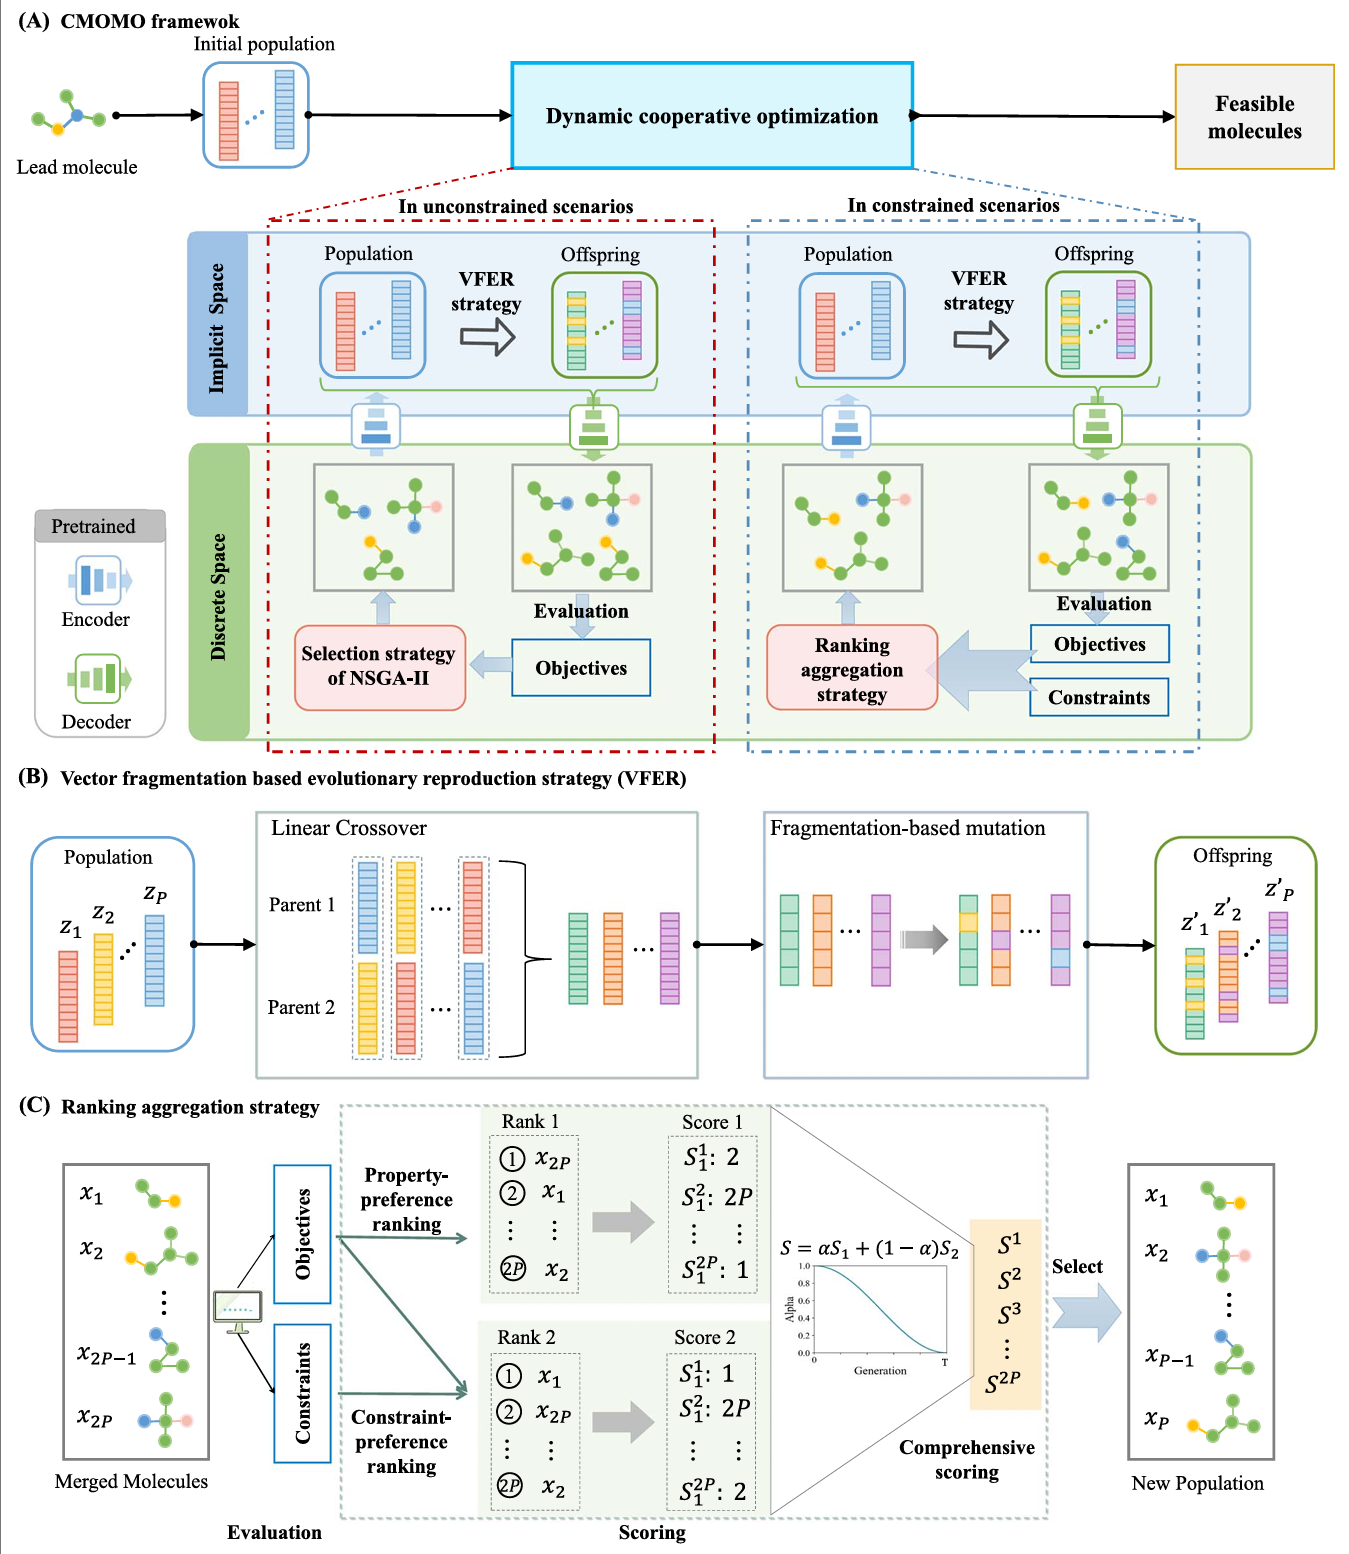 (A) CMOMO framewok
Initial population
Lead molecule
Dynamic cooperative optimization
Feasible
molecules
In unconstrained scenarios
In constrained scenarios
Implicit Space
Population
VFER
strategy
Offspring
Population
VFER
strategy
Offspring
Discrete Space
Pretrained
Encoder
Decoder
Evaluation
Selection strategy
of NSGA-II
Objectives
Evaluation
Ranking
aggregation
strategy
Objectives
Constraints
(B) Vector fragmentation based evolutionary reproduction strategy (VFER)
Population
z_1
z_2
z_P
Linear Crossover
Parent 1
...
Parent 2
...
...
Fragmentation-based mutation
...
...
Offspring
z'_1
z'_2
z'_P
(C) Ranking aggregation strategy
x_1
x_2
⋮
x_{2P−1}
x_{2P}
Merged Molecules
Objectives
Constraints
Evaluation
Property-
preference
ranking
Constraint-
preference
ranking
Rank 1
① x_{2P}
② x_1
⋮ ⋮
2P x_2
Score 1
S_1^1: 2
S_1^2: 2P
⋮ ⋮
S_1^{2P}: 1
Rank 2
① x_1
② x_{2P}
⋮ ⋮
2P x_2
Score 2
S_1^1: 1
S_1^2: 2P
⋮ ⋮
S_1^{2P}: 2
Scoring
S = αS_1 + (1 − α)S_2
Alpha
1.0
0.8
0.6
0.4
0.2
0.0
0
T
Generation
S^1
S^2
S^3
⋮
S^{2P}
Comprehensive
scoring
Select
x_1
x_2
⋮
x_{P−1}
x_P
New Population